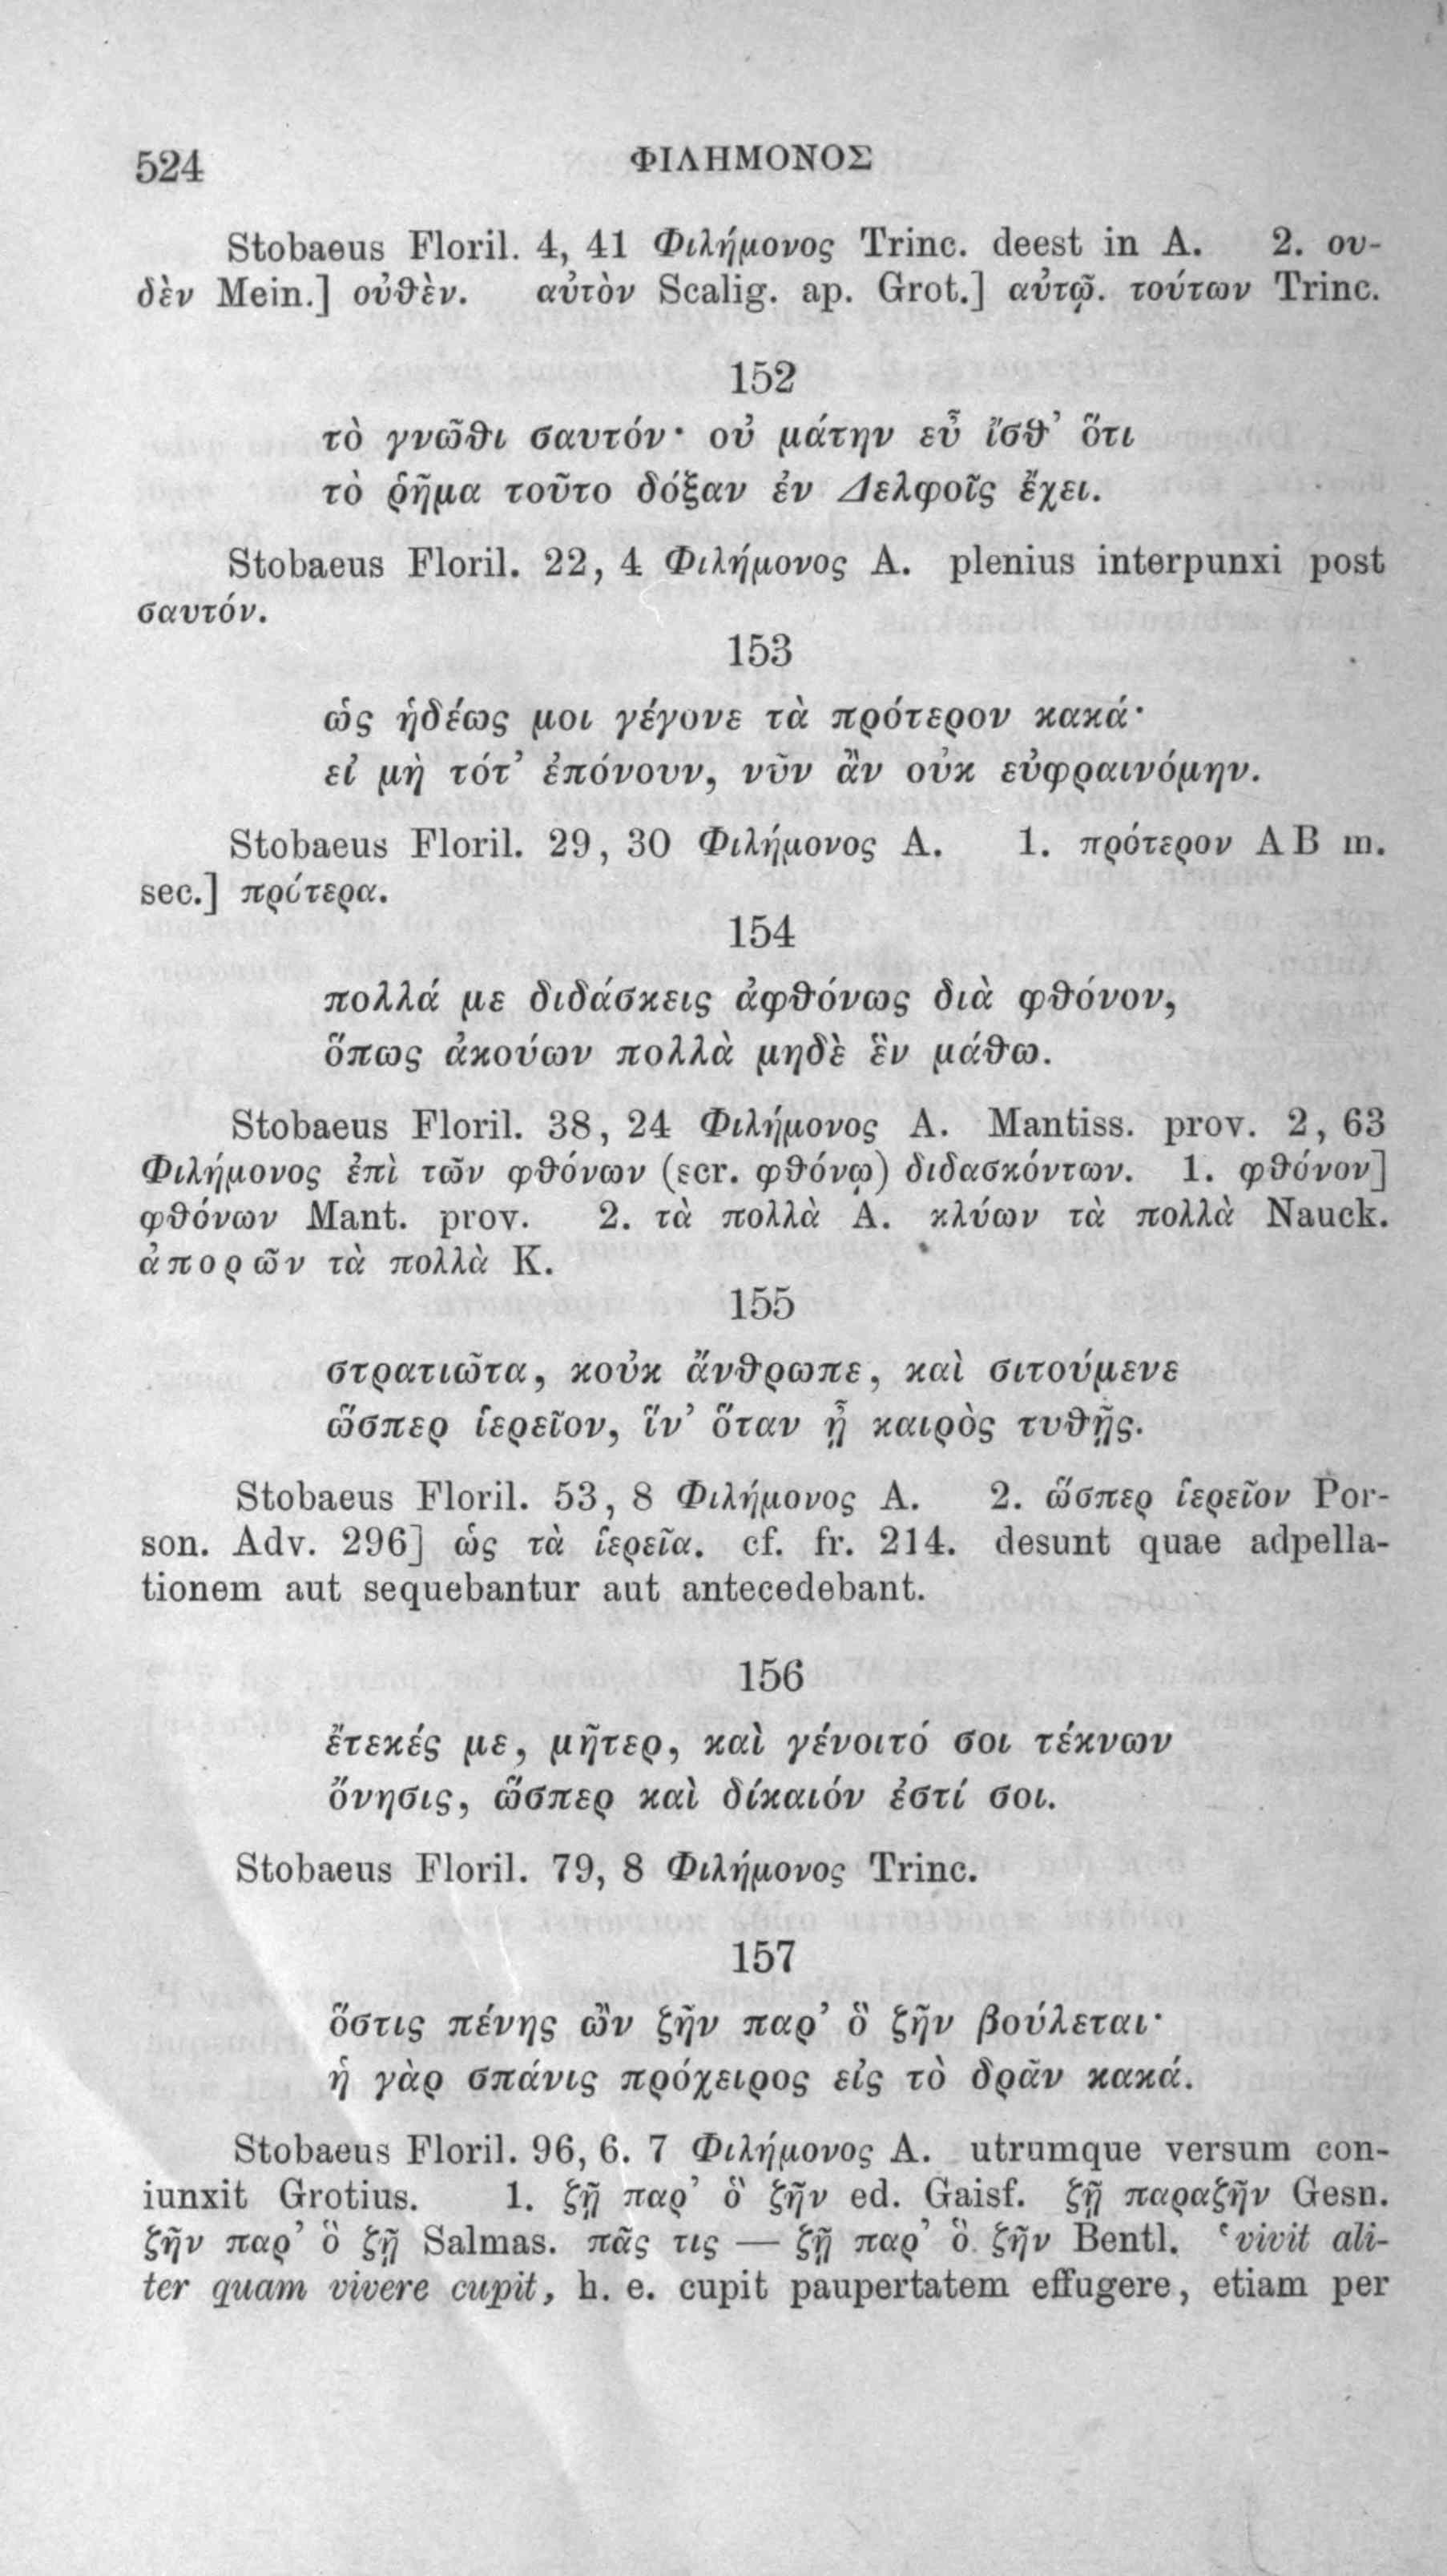 524
ΦΙΛΗΜΟΝΟΣ
Stobaeus Floril. 4, 41 Φιλήμονος Trinc. deest in A. 2. ου-
δὲν Mein.] οὐϑὲν. αὑτὸν Scalig. ap. Grot.] αὑτῷ. τούτων Trinc.
152
τὸ γνῶϑι σαυτόν· οὐ μάτην εὖ ἴσϑ’ ὅτι
τὸ ῥῆμα τοῦτο δόξαν ἐν Δελφοῖς ἔχει.
Stobaeus Floril. 22, 4 Φιλήμονος A. plenius interpunxi post
σαυτόν.
153
ὡς ἡδέως μοι γέγονε τὰ πρότερον κακά·
εἰ μὴ τότ’ ἐπόνουν, νῦν ἂν οὐκ εὐφραινόμην.
Stobaeus Floril. 29, 30 Φιλήμονος A. 1. πρότερον A B m.
sec.] πρότερα.
154
πολλά με διδάσκεις ἀφϑόνως διὰ φϑόνον,
ὅπως ἀκούων πολλὰ μηδὲ ἓν μάϑω.
Stobaeus Floril. 38, 24 Φιλήμονος A. Mantiss. prov. 2, 63
Φιλήμονος ἐπὶ τῶν φϑόνων (scr. φϑόνῳ) διδασκόντων. 1. φϑόνον]
φϑόνων Mant. prov. 2. τὰ πολλὰ A. κλύων τὰ πολλὰ Nauck.
ἀπορῶν τὰ πολλὰ K.
155
στρατιῶτα, κοὐκ ἄνϑρωπε, καὶ σιτούμενε
ὥσπερ ἱερεῖον, ἵν’ ὅταν ᾖ καιρὸς τυϑῇς.
Stobaeus Floril. 53, 8 Φιλήμονος A. 2. ὥσπερ ἱερεῖον Por-
son. Adv. 296] ὡς τὰ ἱερεῖα. cf. fr. 214. desunt quae adpella-
tionem aut sequebantur aut antecedebant.
156
ἔτεκές με, μῆτερ, καὶ γένοιτό σοι τέκνων
ὄνησις, ὥσπερ καὶ δίκαιόν ἐστί σοι.
Stobaeus Floril. 79, 8 Φιλήμονος Trinc.
157
ὅστις πένης ὢν ζῆν παρ’ ὃ ζῆν βούλεται·
ἡ γὰρ σπάνις πρόχειρος εἰς τὸ δρᾶν κακά.
Stobaeus Floril. 96, 6. 7 Φιλήμονος A. utrumque versum con-
iunxit Grotius. 1. ζῇ παρ’ ὃ ζῆν ed. Gaisf. ζῇ παραζῆν Gesn.
ζῆν παρ’ ὃ ζῇ Salmas. πᾶς τις — ζῇ παρ’ ὃ ζῆν Bentl. ‘vivit ali-
ter quam vivere cupit, h. e. cupit paupertatem effugere, etiam per